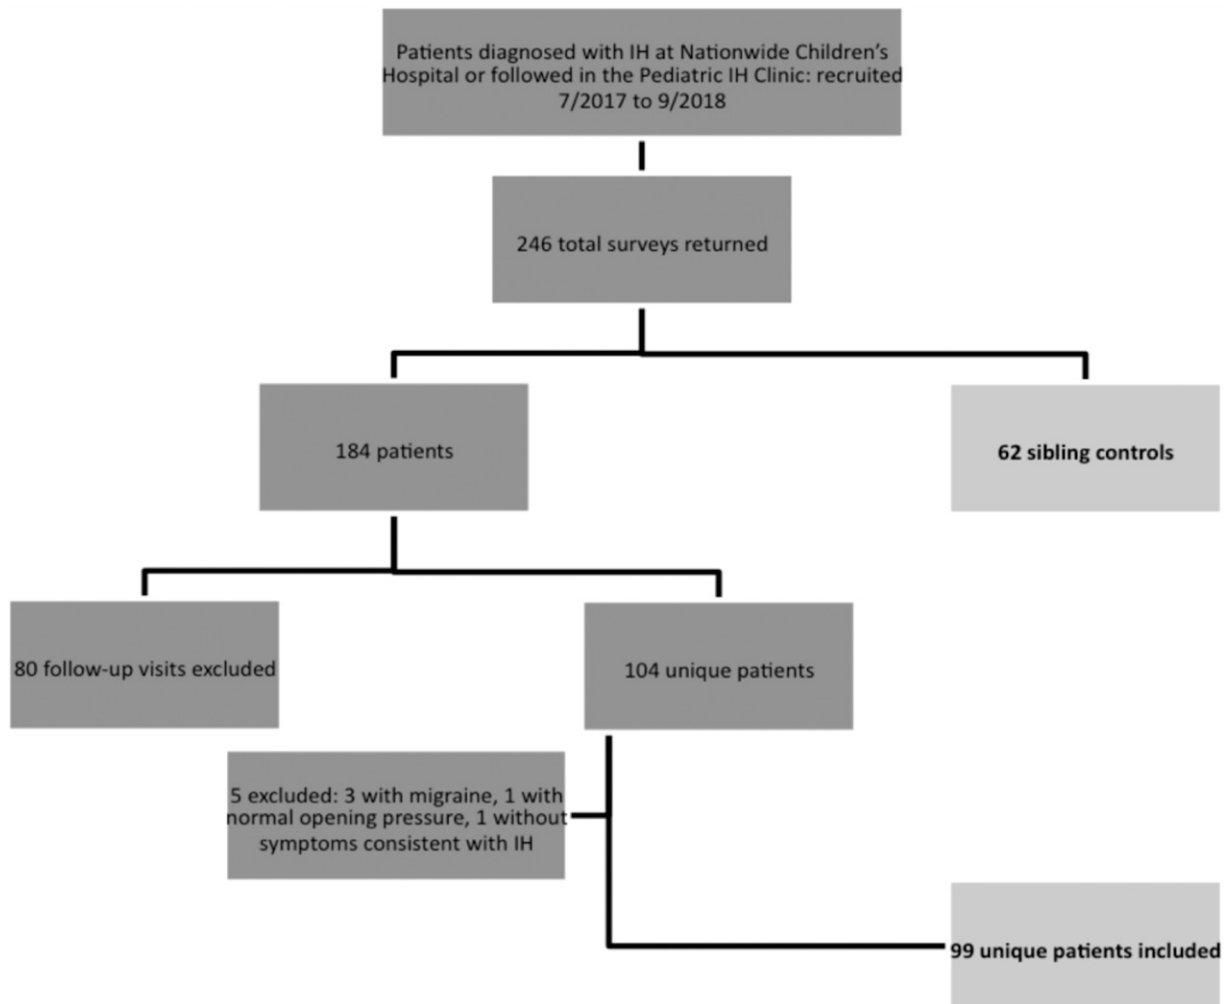 Patients diagnosed with IH at Nationwide Children's
Hospital or followed in the Pediatric IH Clinic: recruited
7/2017 to 9/2018
246 total surveys returned
184 patients
62 sibling controls
80 follow-up visits excluded
104 unique patients
5 excluded: 3 with migraine, 1 with
normal opening pressure, 1 without
symptoms consistent with IH
99 unique patients included